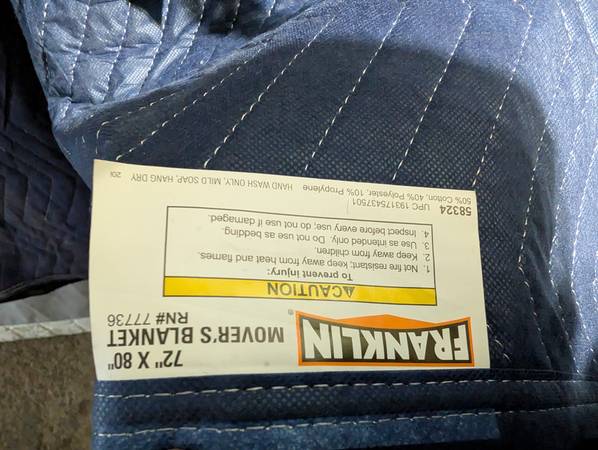 FRANKLIN®
72" X 80"
MOVER'S BLANKET
RN# 77736
⚠CAUTION
To prevent injury:
1. Not fire resistant; keep away from heat and flames.
2. Keep away from children.
3. Use as intended only. Do not use as bedding.
4. Inspect before every use; do not use if damaged.
58324 UPC 193175437501
50% Cotton, 40% Polyester, 10% Propylene HAND WASH ONLY, MILD SOAP, HANG DRY